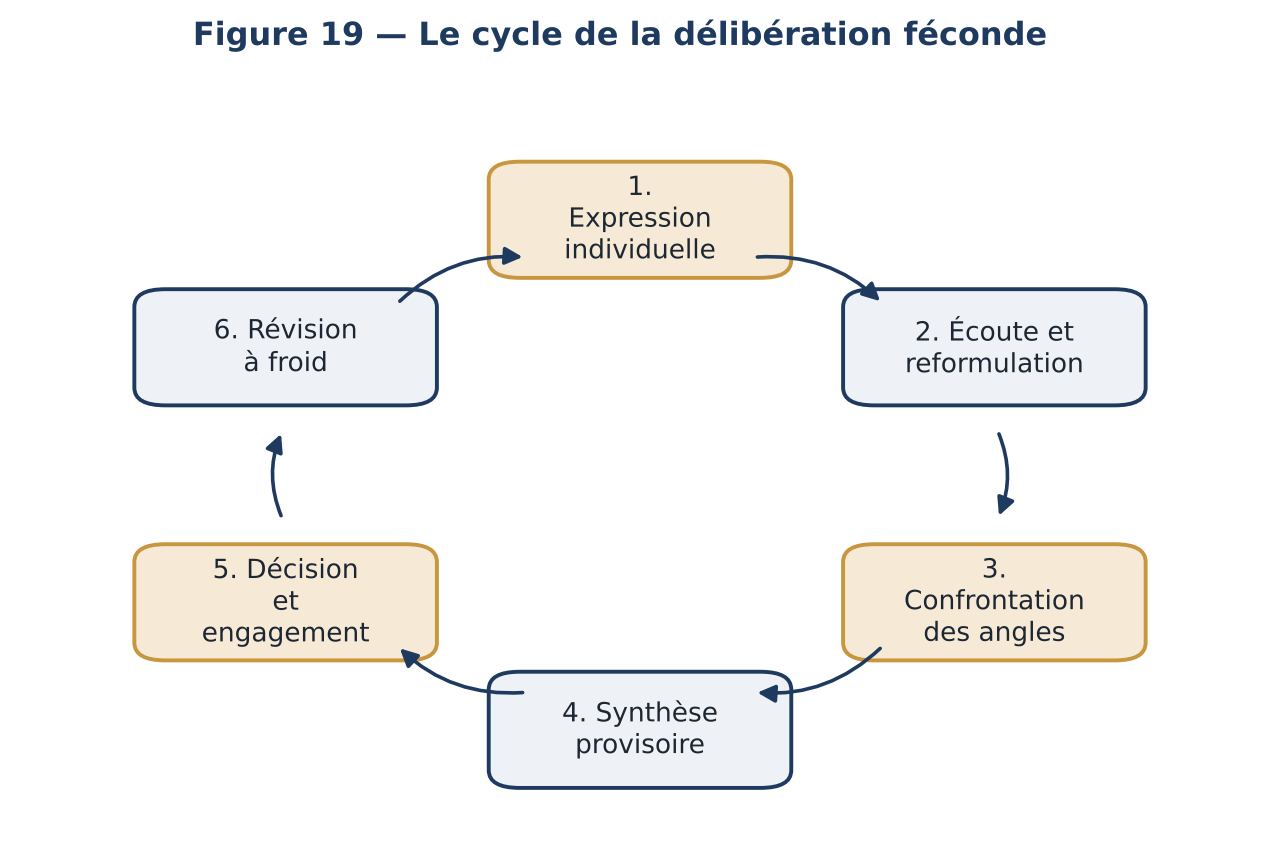 Figure 19 — Le cycle de la délibération féconde
1.
Expression
individuelle
2. Écoute et
reformulation
3.
Confrontation
des angles
4. Synthèse
provisoire
5. Décision
et
engagement
6. Révision
à froid